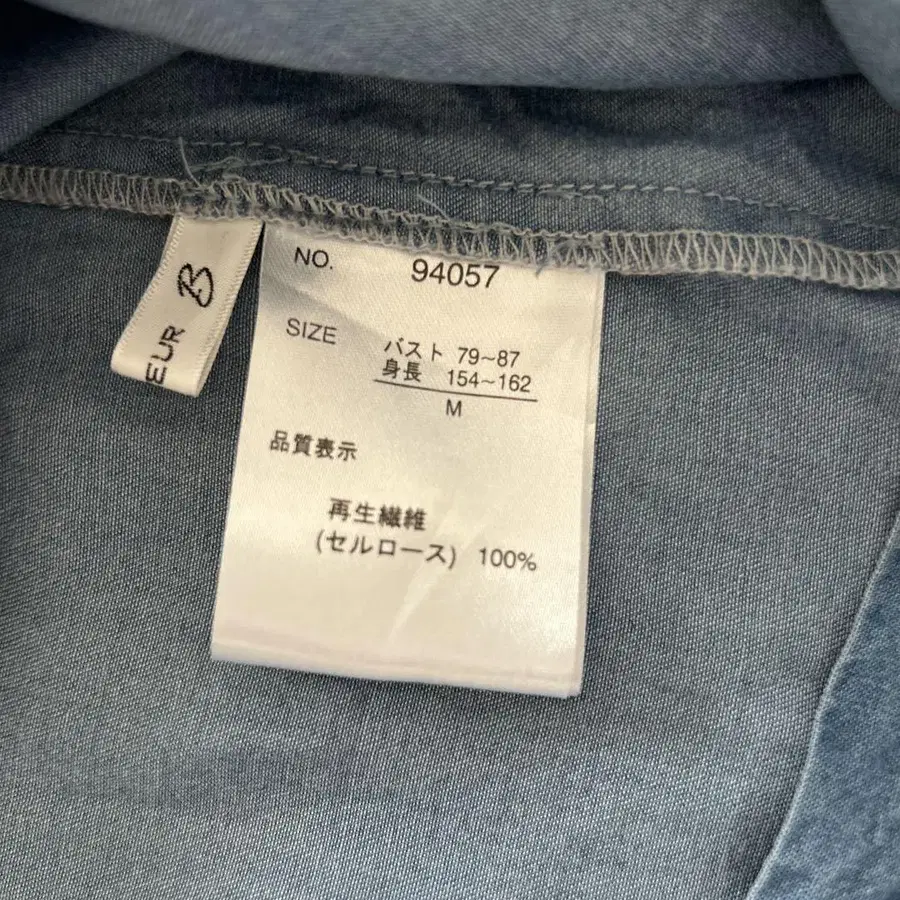 EUR B
NO. 94057
SIZE バスト 79~87
身長 154~162
M
品質表示
再生繊維
(セルロース) 100%